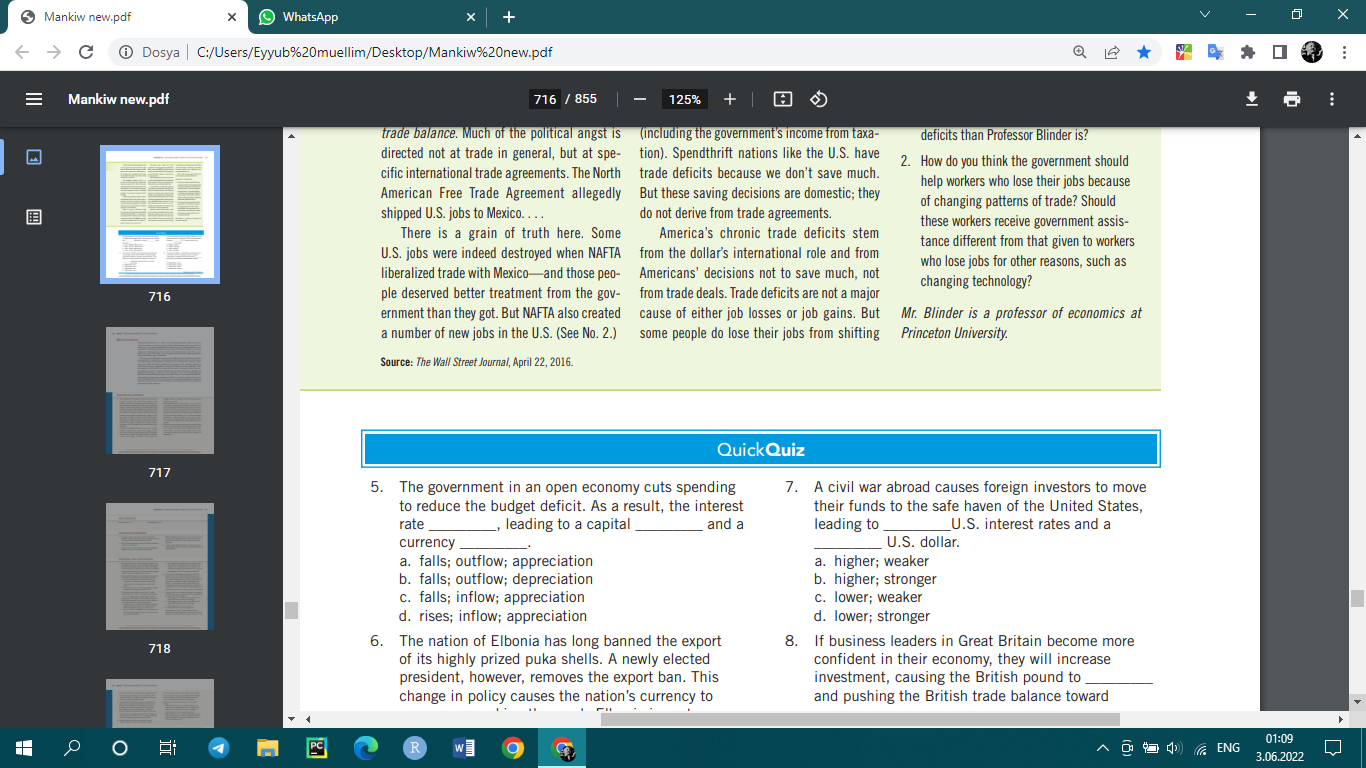 Mankiw new.pdf
WhatsApp
Dosya
C:/Users/Eyyub%20muellim/Desktop/Mankiw%20new.pdf
Mankiw new.pdf
716 / 855
125%
716
717
718
trade balance. Much of the political angst is
directed not at trade in general, but at spe-
cific international trade agreements. The North
American Free Trade Agreement allegedly
shipped U.S. jobs to Mexico. . . .
There is a grain of truth here. Some
U.S. jobs were indeed destroyed when NAFTA
liberalized trade with Mexico—and those peo-
ple deserved better treatment from the gov-
ernment than they got. But NAFTA also created
a number of new jobs in the U.S. (See No. 2.)
(including the government's income from taxa-
tion). Spendthrift nations like the U.S. have
trade deficits because we don't save much.
But these saving decisions are domestic; they
do not derive from trade agreements.
America's chronic trade deficits stem
from the dollar's international role and from
Americans' decisions not to save much, not
from trade deals. Trade deficits are not a major
cause of either job losses or job gains. But
some people do lose their jobs from shifting
deficits than Professor Blinder is?
2. How do you think the government should
help workers who lose their jobs because
of changing patterns of trade? Should
these workers receive government assis-
tance different from that given to workers
who lose jobs for other reasons, such as
changing technology?
Mr. Blinder is a professor of economics at
Princeton University.
Source: The Wall Street Journal, April 22, 2016.
QuickQuiz
5. The government in an open economy cuts spending
to reduce the budget deficit. As a result, the interest
rate ________, leading to a capital ________ and a
currency ________.
a. falls; outflow; appreciation
b. falls; outflow; depreciation
c. falls; inflow; appreciation
d. rises; inflow; appreciation
6. The nation of Elbonia has long banned the export
of its highly prized puka shells. A newly elected
president, however, removes the export ban. This
change in policy causes the nation's currency to
7. A civil war abroad causes foreign investors to move
their funds to the safe haven of the United States,
leading to ________U.S. interest rates and a
________ U.S. dollar.
a. higher; weaker
b. higher; stronger
c. lower; weaker
d. lower; stronger
8. If business leaders in Great Britain become more
confident in their economy, they will increase
investment, causing the British pound to ________
and pushing the British trade balance toward
ENG
01:09
3.06.2022